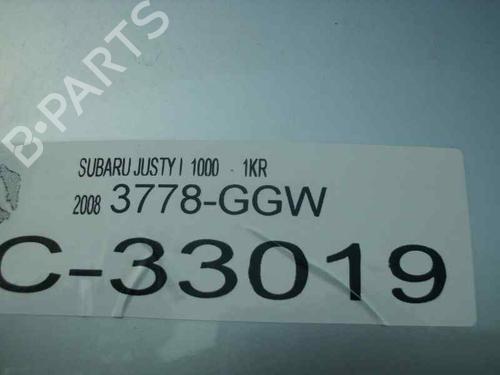 B-PARTS
SUBARU JUSTY I 1000 - 1KR
2008 3778-GGW
C-33019